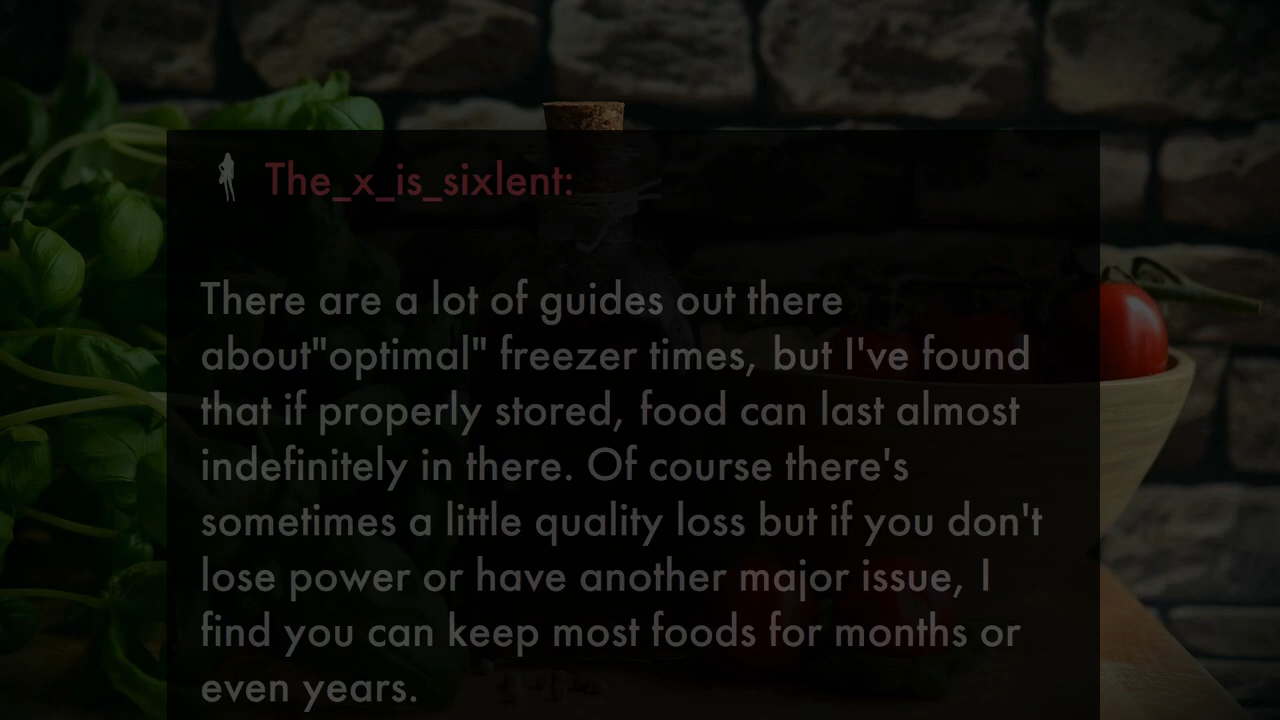 The_x_is_sixlent:
There are a lot of guides out there
about"optimal" freezer times, but I've found
that if properly stored, food can last almost
indefinitely in there. Of course there's
sometimes a little quality loss but if you don't
lose power or have another major issue, I
find you can keep most foods for months or
even years.